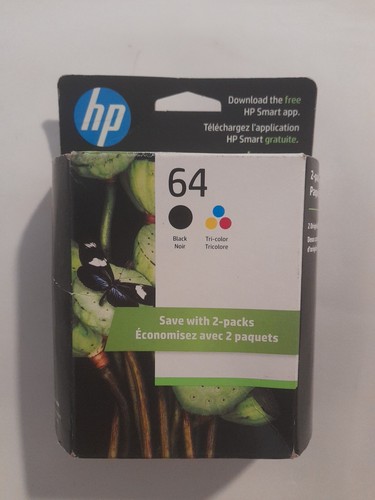 hp
Download the free
HP Smart app.
Téléchargez l'application
HP Smart gratuite.
64
Black
Noir
Tri-color
Tricolore
Save with 2-packs
Économisez avec 2 paquets